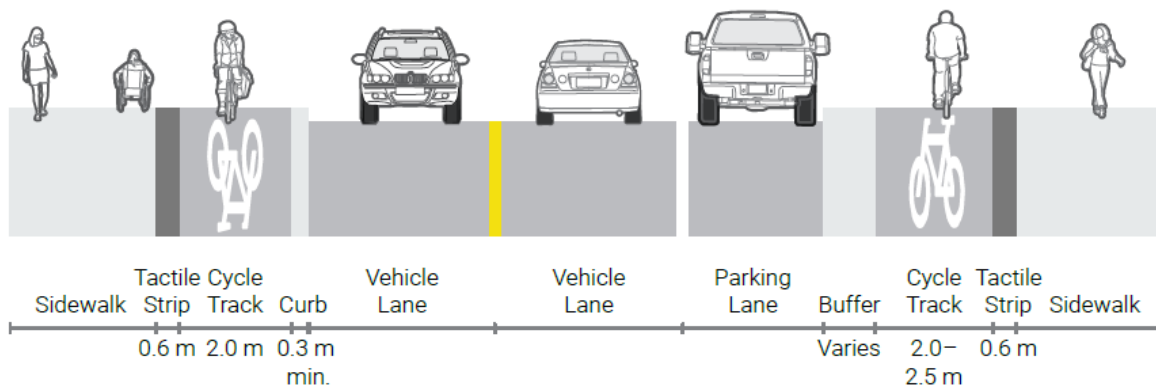 Sidewalk
Tactile
Strip
Cycle
Track
Curb
Vehicle
Lane
Vehicle
Lane
Parking
Lane
Buffer
Cycle
Track
Tactile
Strip
Sidewalk
0.6 m
2.0 m
0.3 m
min.
Varies
2.0–
2.5 m
0.6 m